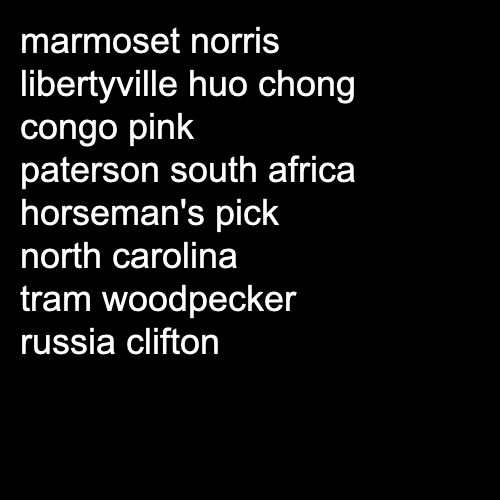 marmoset norris
libertyville huo chong
congo pink
paterson south africa
horseman's pick
north carolina
tram woodpecker
russia clifton